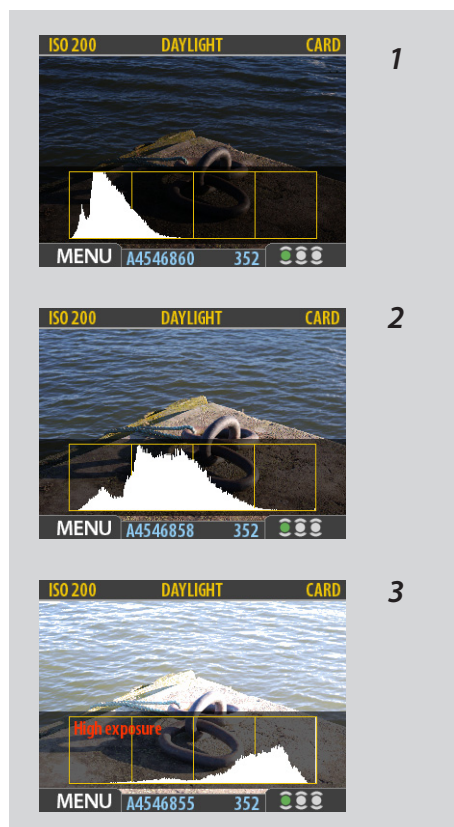 ISO 200 DAYLIGHT CARD
1
MENU A4546860 352
ISO 200 DAYLIGHT CARD
2
MENU A4546858 352
ISO 200 DAYLIGHT CARD
3
High exposure
MENU A4546855 352